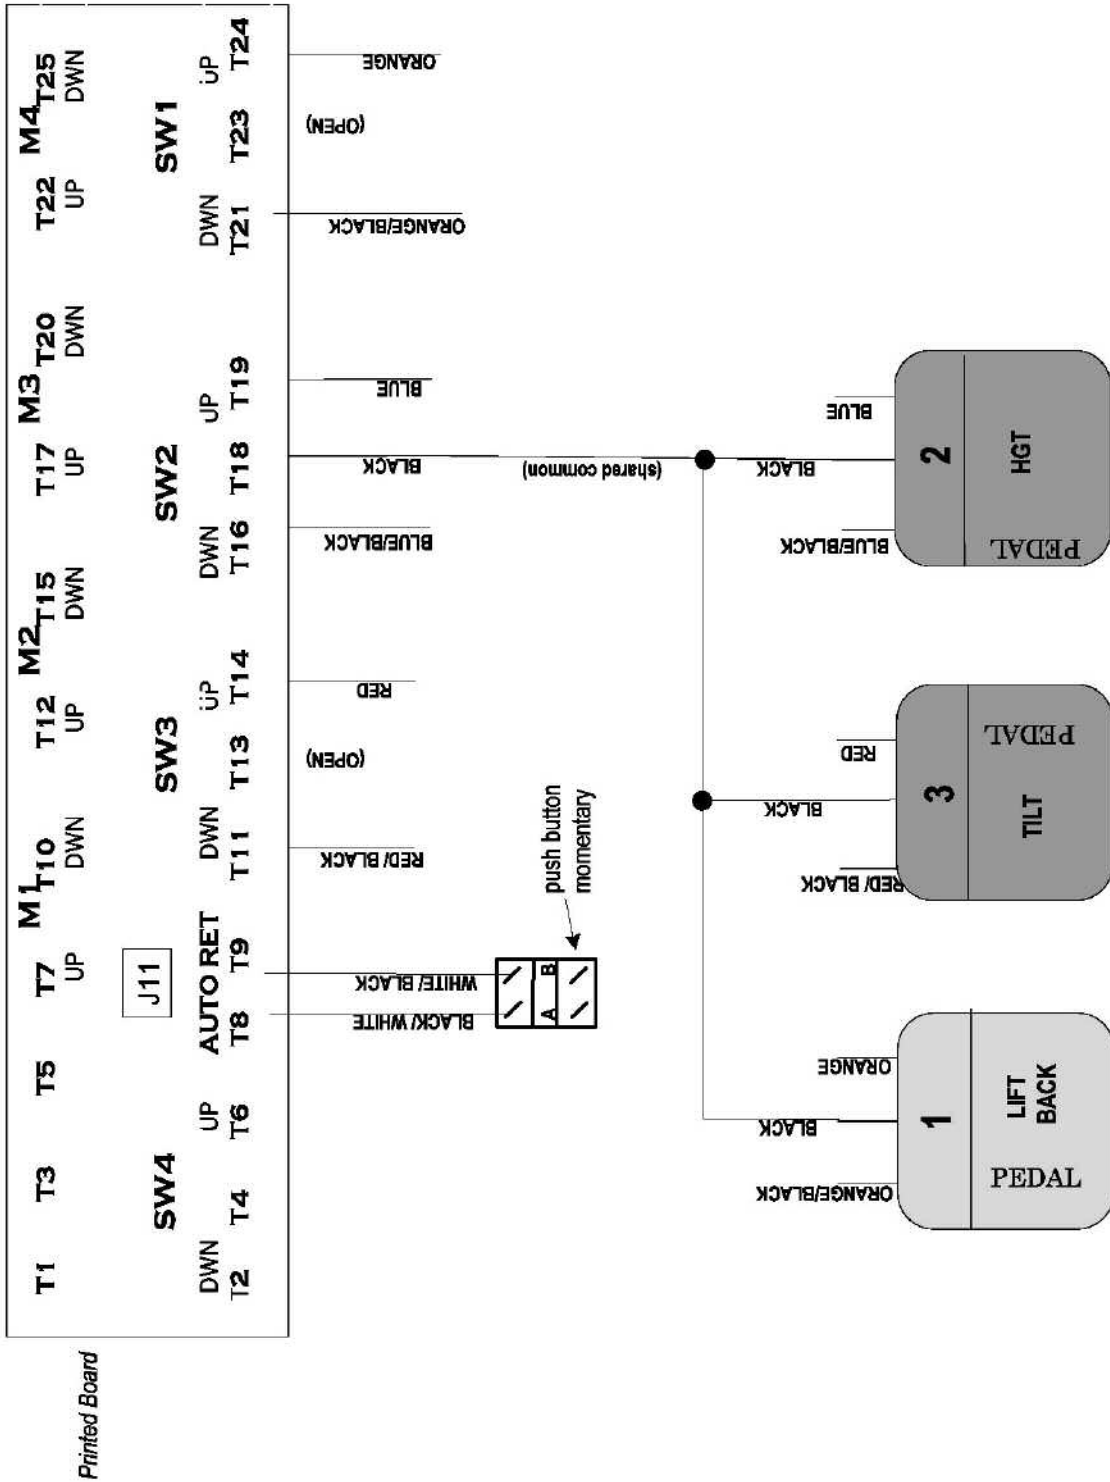 Printed Board
M1
M2
M3
M4
T1
T3
T5
T7
T10
T12
T15
T17
T20
T22
T25
UP
DWN
UP
DWN
UP
DWN
UP
DWN
J11
SW4
SW3
SW2
SW1
DWN
UP
AUTO RET
DWN
UP
DWN
UP
DWN
UP
T2
T4
T6
T8
T9
T11
T13
T14
T16
T18
T19
T21
T23
T24
BLACK/ WHITE
WHITE/ BLACK
RED/ BLACK
(OPEN)
RED
BLUE/BLACK
BLACK
BLUE
ORANGE/BLACK
(OPEN)
ORANGE
A
B
push button
momentary
(shared common)
ORANGE/BLACK
BLACK
ORANGE
RED/ BLACK
BLACK
RED
BLUE/BLACK
BLACK
BLUE
1
LIFT
BACK
PEDAL
3
TILT
PEDAL
2
HGT
PEDAL